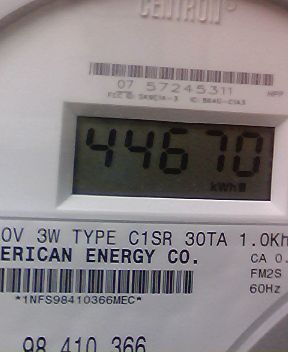 CENTRON®
07 57245311
44670
kWh
0V 3W TYPE C1SR 30TA 1.0Kh
ERICAN ENERGY CO.
CA 0.
FM2S
60Hz
*1NFS98410366MEC*
98 410 366